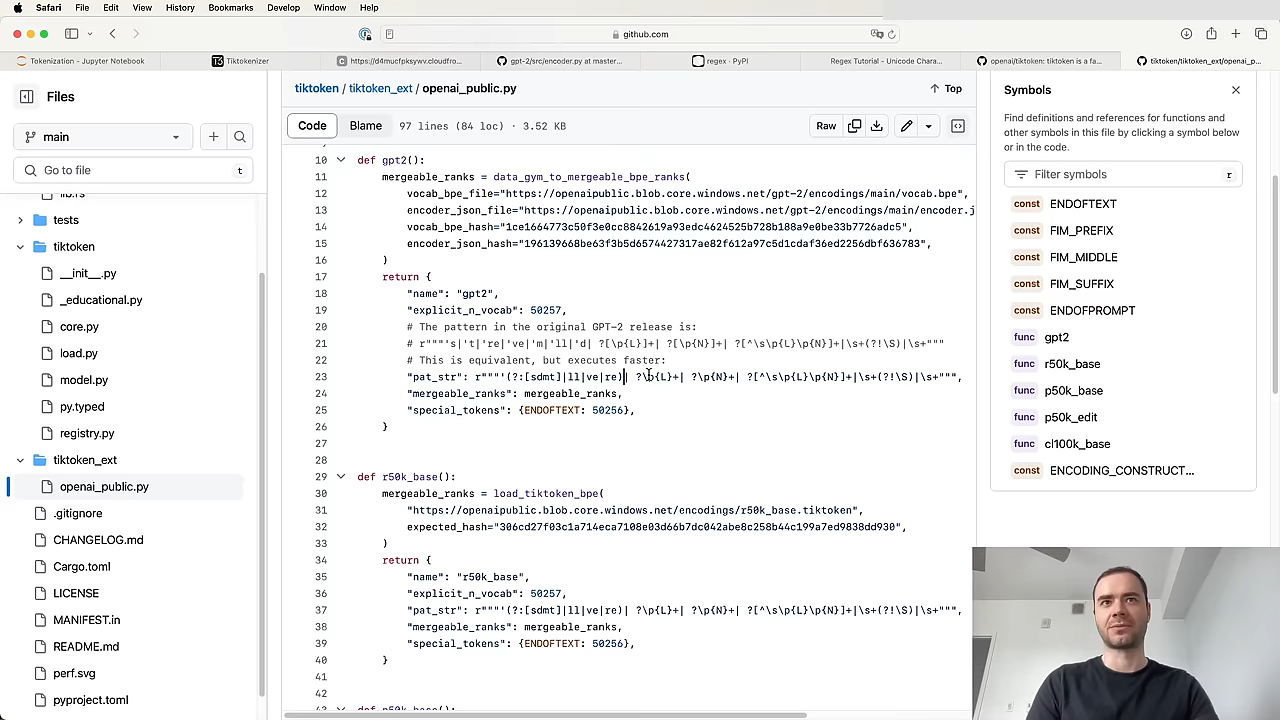 Safari File Edit View History Bookmarks Develop Window Help
github.com
Tokenization - Jupyter Notebook
Tiktokenizer
https://d4mucfpksywv.cloudfro...
gpt-2/src/encoder.py at master...
regex · PyPI
Regex Tutorial - Unicode Chara...
openai/tiktoken: tiktoken is a fa...
tiktoken/tiktoken_ext/openai_p...
Files
main
Go to file t
lib.rs
tests
tiktoken
__init__.py
_educational.py
core.py
load.py
model.py
py.typed
registry.py
tiktoken_ext
openai_public.py
.gitignore
CHANGELOG.md
Cargo.toml
LICENSE
MANIFEST.in
README.md
perf.svg
pyproject.toml
tiktoken / tiktoken_ext / openai_public.py
Top
Code Blame 97 lines (84 loc) · 3.52 KB
Raw
10 def gpt2():
11 mergeable_ranks = data_gym_to_mergeable_bpe_ranks(
12 vocab_bpe_file="https://openaipublic.blob.core.windows.net/gpt-2/encodings/main/vocab.bpe",
13 encoder_json_file="https://openaipublic.blob.core.windows.net/gpt-2/encodings/main/encoder.j
14 vocab_bpe_hash="1ce1664773c50f3e0cc8842619a93edc4624525b728b188a9e0be33b7726adc5",
15 encoder_json_hash="196139668be63f3b5d6574427317ae82f612a97c5d1cdaf36ed2256dbf636783",
16 )
17 return {
18 "name": "gpt2",
19 "explicit_n_vocab": 50257,
20 # The pattern in the original GPT-2 release is:
21 # r"""'s|'t|'re|'ve|'m|'ll|'d| ?[\p{L}]+| ?[\p{N}]+| ?[^\s\p{L}\p{N}]+|\s+(?!\S)|\s+"""
22 # This is equivalent, but executes faster:
23 "pat_str": r"""'(?:[sdmt]|ll|ve|re)| ?\p{L}+| ?\p{N}+| ?[^\s\p{L}\p{N}]+|\s+(?!\S)|\s+""",
24 "mergeable_ranks": mergeable_ranks,
25 "special_tokens": {ENDOFTEXT: 50256},
26 }
27
28
29 def r50k_base():
30 mergeable_ranks = load_tiktoken_bpe(
31 "https://openaipublic.blob.core.windows.net/encodings/r50k_base.tiktoken",
32 expected_hash="306cd27f03c1a714eca7108e03d66b7dc042abe8c258b44c199a7ed9838dd930",
33 )
34 return {
35 "name": "r50k_base",
36 "explicit_n_vocab": 50257,
37 "pat_str": r"""'(?:[sdmt]|ll|ve|re)| ?\p{L}+| ?\p{N}+| ?[^\s\p{L}\p{N}]+|\s+(?!\S)|\s+""",
38 "mergeable_ranks": mergeable_ranks,
39 "special_tokens": {ENDOFTEXT: 50256},
40 }
41
42
43 def p50k_base():
Symbols
Find definitions and references for functions and
other symbols in this file by clicking a symbol below
or in the code.
Filter symbols r
const ENDOFTEXT
const FIM_PREFIX
const FIM_MIDDLE
const FIM_SUFFIX
const ENDOFPROMPT
func gpt2
func r50k_base
func p50k_base
func p50k_edit
func cl100k_base
const ENCODING_CONSTRUCT...